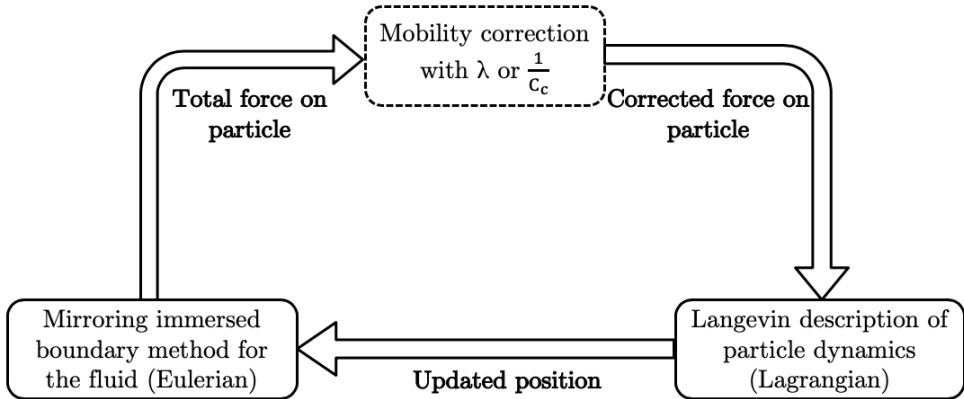 Mobility correction
with λ or 1/C_c
Total force on
particle
Corrected force on
particle
Mirroring immersed
boundary method for
the fluid (Eulerian)
Langevin description of
particle dynamics
(Lagrangian)
Updated position